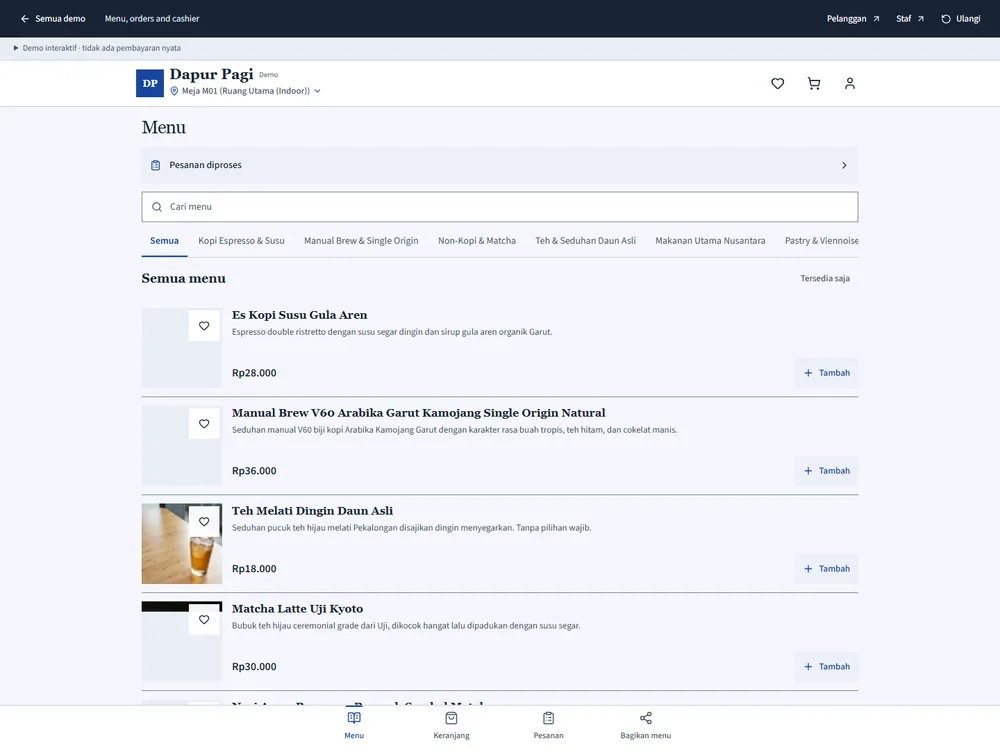 Semua demo
Menu, orders and cashier
Pelanggan
Staf
Ulangi
Demo interaktif · tidak ada pembayaran nyata
DP
Dapur Pagi
Demo
Meja M01 (Ruang Utama (Indoor))
Menu
Pesanan diproses
Cari menu
Semua
Kopi Espresso & Susu
Manual Brew & Single Origin
Non-Kopi & Matcha
Teh & Seduhan Daun Asli
Makanan Utama Nusantara
Pastry & Viennoise
Semua menu
Tersedia saja
Es Kopi Susu Gula Aren
Espresso double ristretto dengan susu segar dingin dan sirup gula aren organik Garut.
Rp28.000
Tambah
Manual Brew V60 Arabika Garut Kamojang Single Origin Natural
Seduhan manual V60 biji kopi Arabika Kamojang Garut dengan karakter rasa buah tropis, teh hitam, dan cokelat manis.
Rp36.000
Tambah
Teh Melati Dingin Daun Asli
Seduhan pucuk teh hijau melati Pekalongan disajikan dingin menyegarkan. Tanpa pilihan wajib.
Rp18.000
Tambah
Matcha Latte Uji Kyoto
Bubuk teh hijau ceremonial grade dari Uji, dikocok hangat lalu dipadukan dengan susu segar.
Rp30.000
Tambah
Menu
Keranjang
Pesanan
Bagikan menu